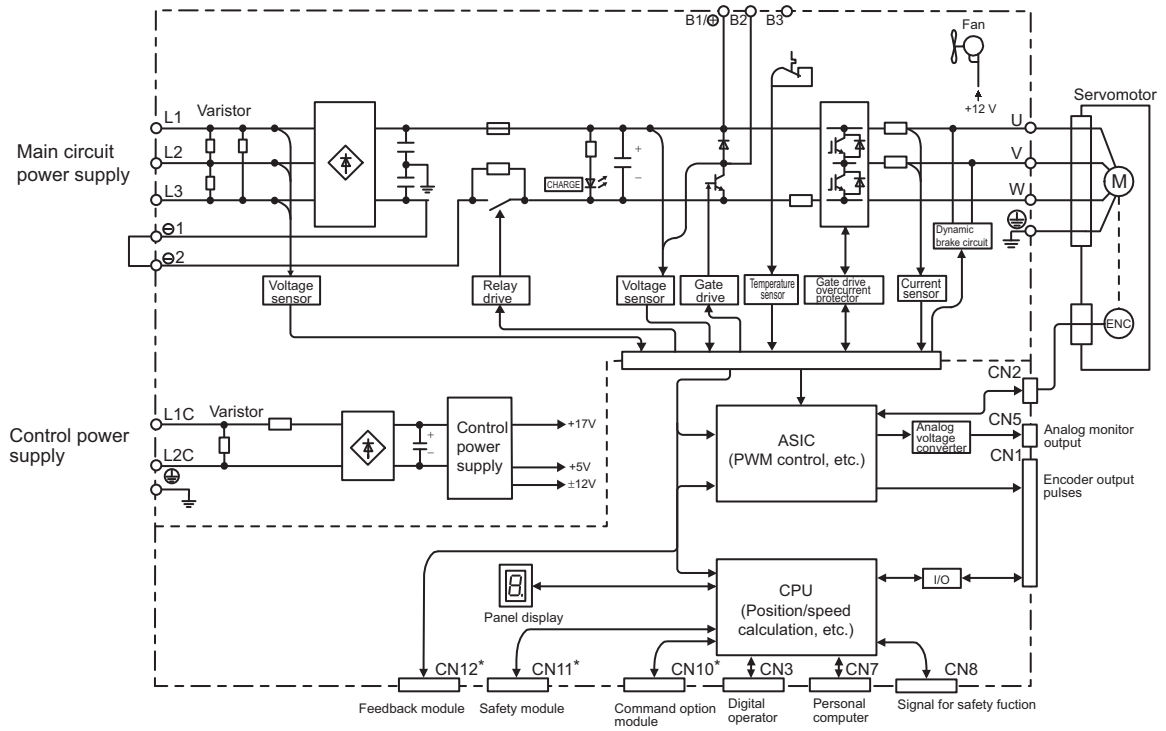 B1/⊕ B2 B3
Fan
+12 V
Servomotor
Main circuit
power supply
L1
Varistor
L2
L3
⊖1
⊖2
CHARGE
+
–
U
V
W
M
ENC
Dynamic
brake circuit
Voltage
sensor
Relay
drive
Voltage
sensor
Gate
drive
Temperature
sensor
Gate drive
overcurrent
protector
Current
sensor
Control power
supply
L1C
Varistor
L2C
+
–
Control
power
supply
+17V
+5V
±12V
ASIC
(PWM control, etc.)
Analog
voltage
converter
CN2
CN5
Analog monitor
output
CN1
Encoder output
pulses
CPU
(Position/speed
calculation, etc.)
I/O
8.
Panel display
CN12*
CN11*
CN10*
CN3
CN7
CN8
Feedback module
Safety module
Command option
module
Digital
operator
Personal
computer
Signal for safety fuction